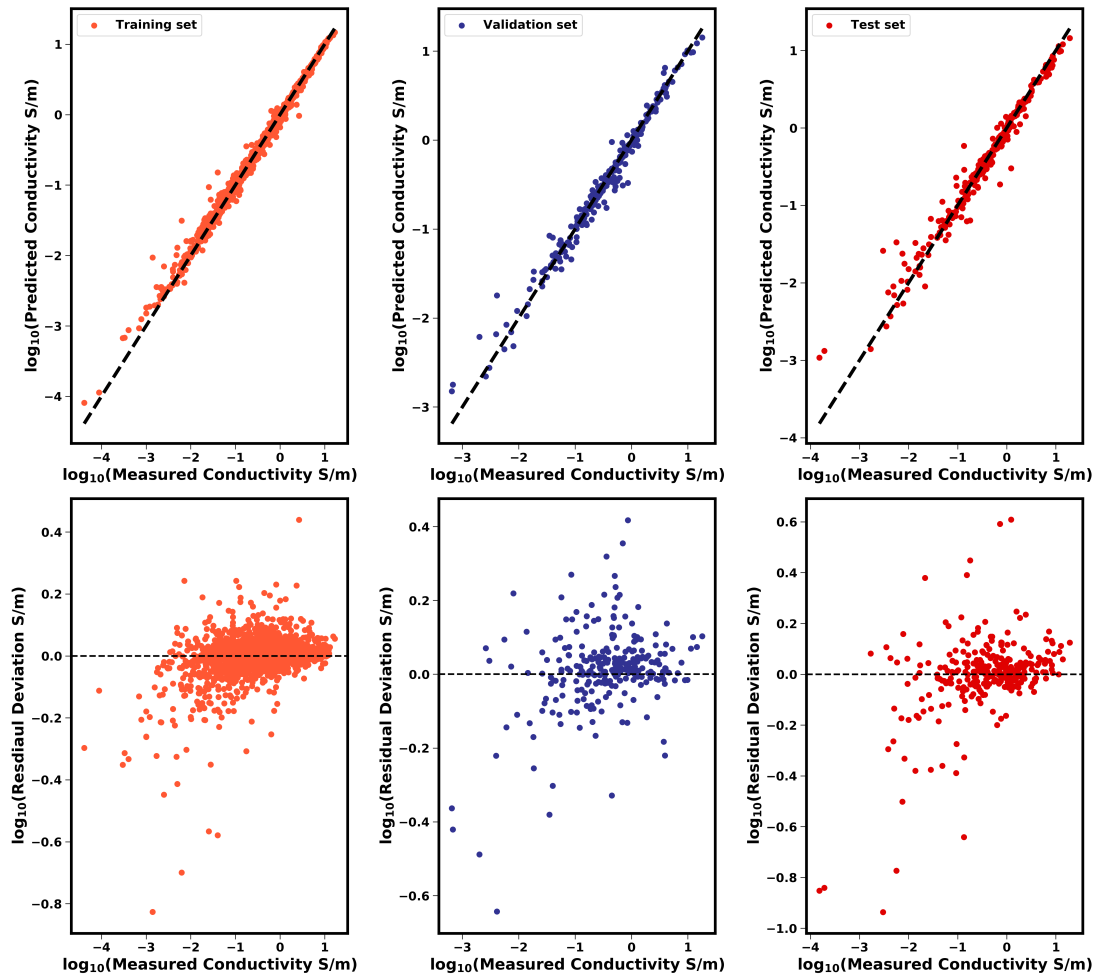 Training set
1
0
−1
−2
−3
−4
log₁₀(Predicted Conductivity S/m)
−4 −3 −2 −1 0 1
log₁₀(Measured Conductivity S/m)
Validation set
1
0
−1
−2
−3
log₁₀(Predicted Conductivity S/m)
−3 −2 −1 0 1
log₁₀(Measured Conductivity S/m)
Test set
1
0
−1
−2
−3
−4
log₁₀(Predicted Conductivity S/m)
−4 −3 −2 −1 0 1
log₁₀(Measured Conductivity S/m)
0.4
0.2
0.0
−0.2
−0.4
−0.6
−0.8
log₁₀(Resdiaul Deviation S/m)
−4 −3 −2 −1 0 1
log₁₀(Measured Conductivity S/m)
0.4
0.2
0.0
−0.2
−0.4
−0.6
log₁₀(Residual Deviation S/m)
−3 −2 −1 0 1
log₁₀(Measured Conductivity S/m)
0.6
0.4
0.2
0.0
−0.2
−0.4
−0.6
−0.8
−1.0
log₁₀(Residual Deviation S/m)
−4 −3 −2 −1 0 1
log₁₀(Measured Conductivity S/m)